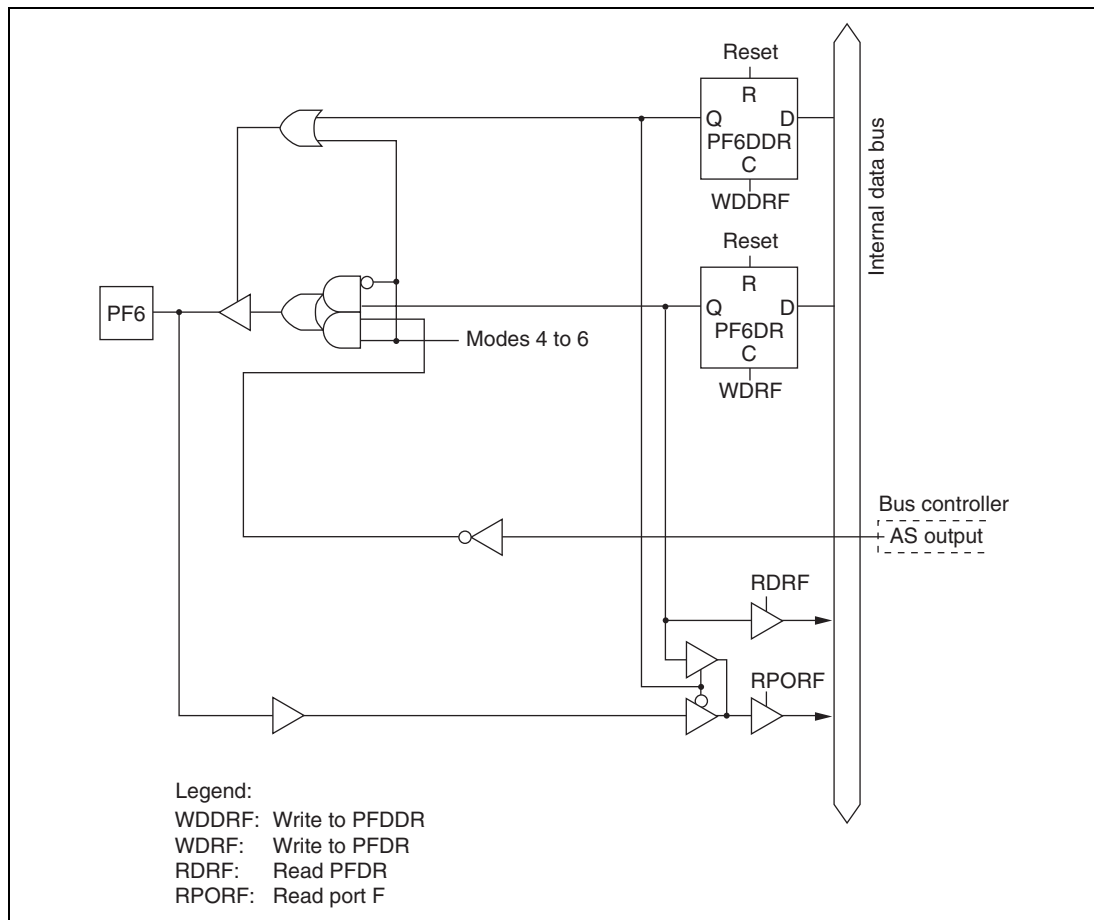 Reset
R
Q D
PF6DDR
C
WDDRF
Internal data bus
Reset
R
Q D
PF6DR
C
WDRF
PF6
Modes 4 to 6
Bus controller
AS output
RDRF
RPORF
Legend:
WDDRF: Write to PFDDR
WDRF: Write to PFDR
RDRF: Read PFDR
RPORF: Read port F